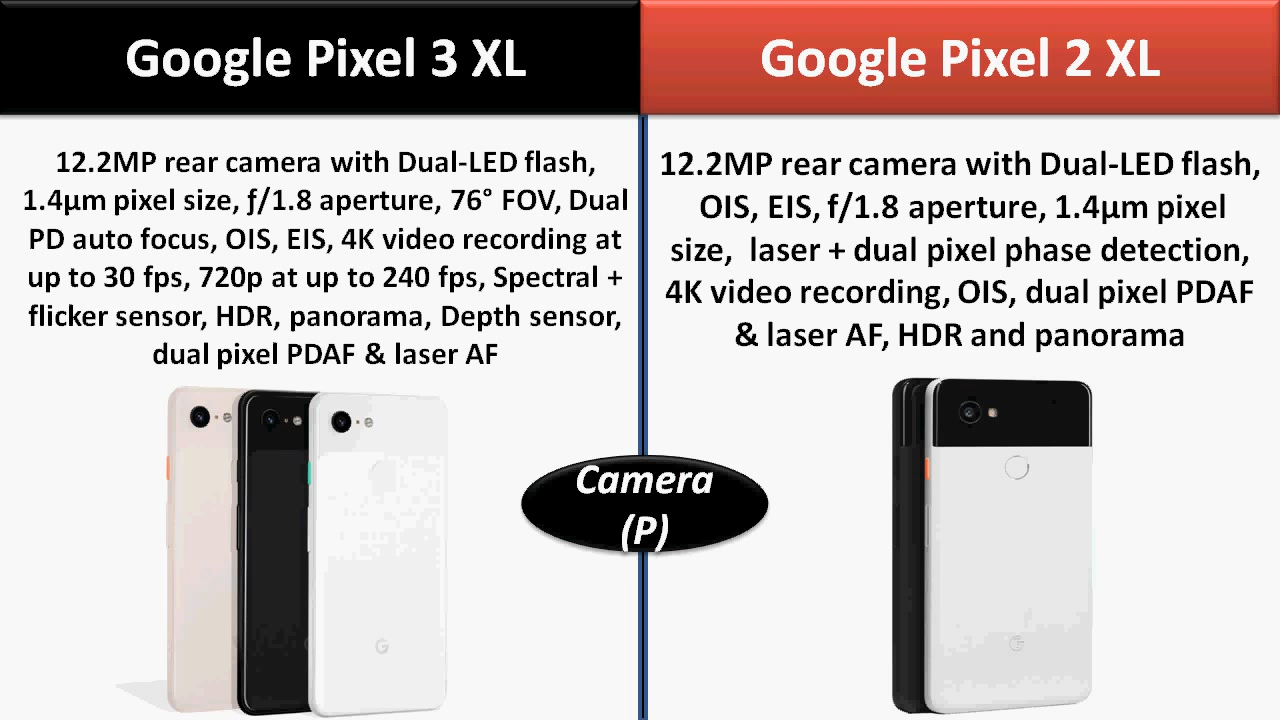 Google Pixel 3 XL
Google Pixel 2 XL
12.2MP rear camera with Dual-LED flash,
1.4µm pixel size, ƒ/1.8 aperture, 76° FOV, Dual
PD auto focus, OIS, EIS, 4K video recording at
up to 30 fps, 720p at up to 240 fps, Spectral +
flicker sensor, HDR, panorama, Depth sensor,
dual pixel PDAF & laser AF
12.2MP rear camera with Dual-LED flash,
OIS, EIS, f/1.8 aperture, 1.4µm pixel
size,  laser + dual pixel phase detection,
4K video recording, OIS, dual pixel PDAF
& laser AF, HDR and panorama
Camera
(P)
G
G